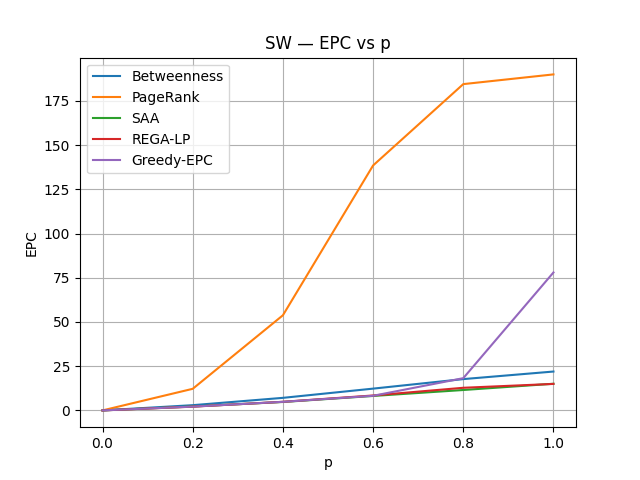 SW — EPC vs p
Betweenness
PageRank
SAA
REGA-LP
Greedy-EPC
EPC
175
150
125
100
75
50
25
0
0.0 0.2 0.4 0.6 0.8 1.0
p